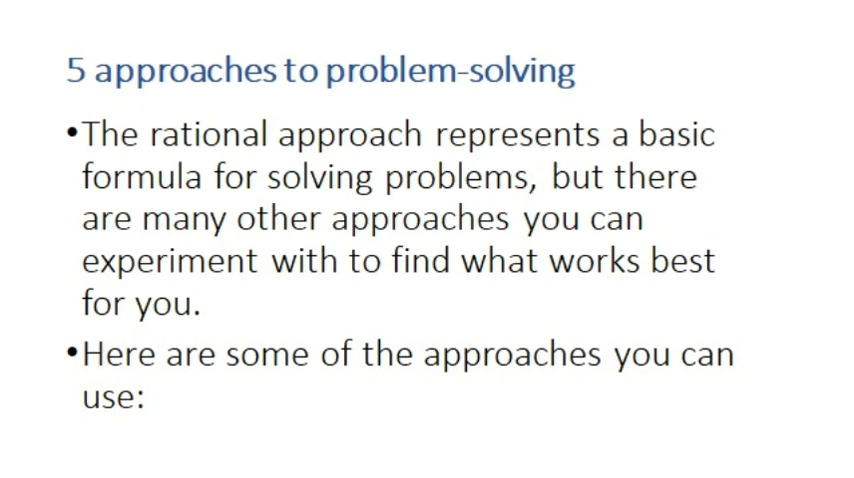 5 approaches to problem-solving
•The rational approach represents a basic
formula for solving problems, but there
are many other approaches you can
experiment with to find what works best
for you.
•Here are some of the approaches you can
use: